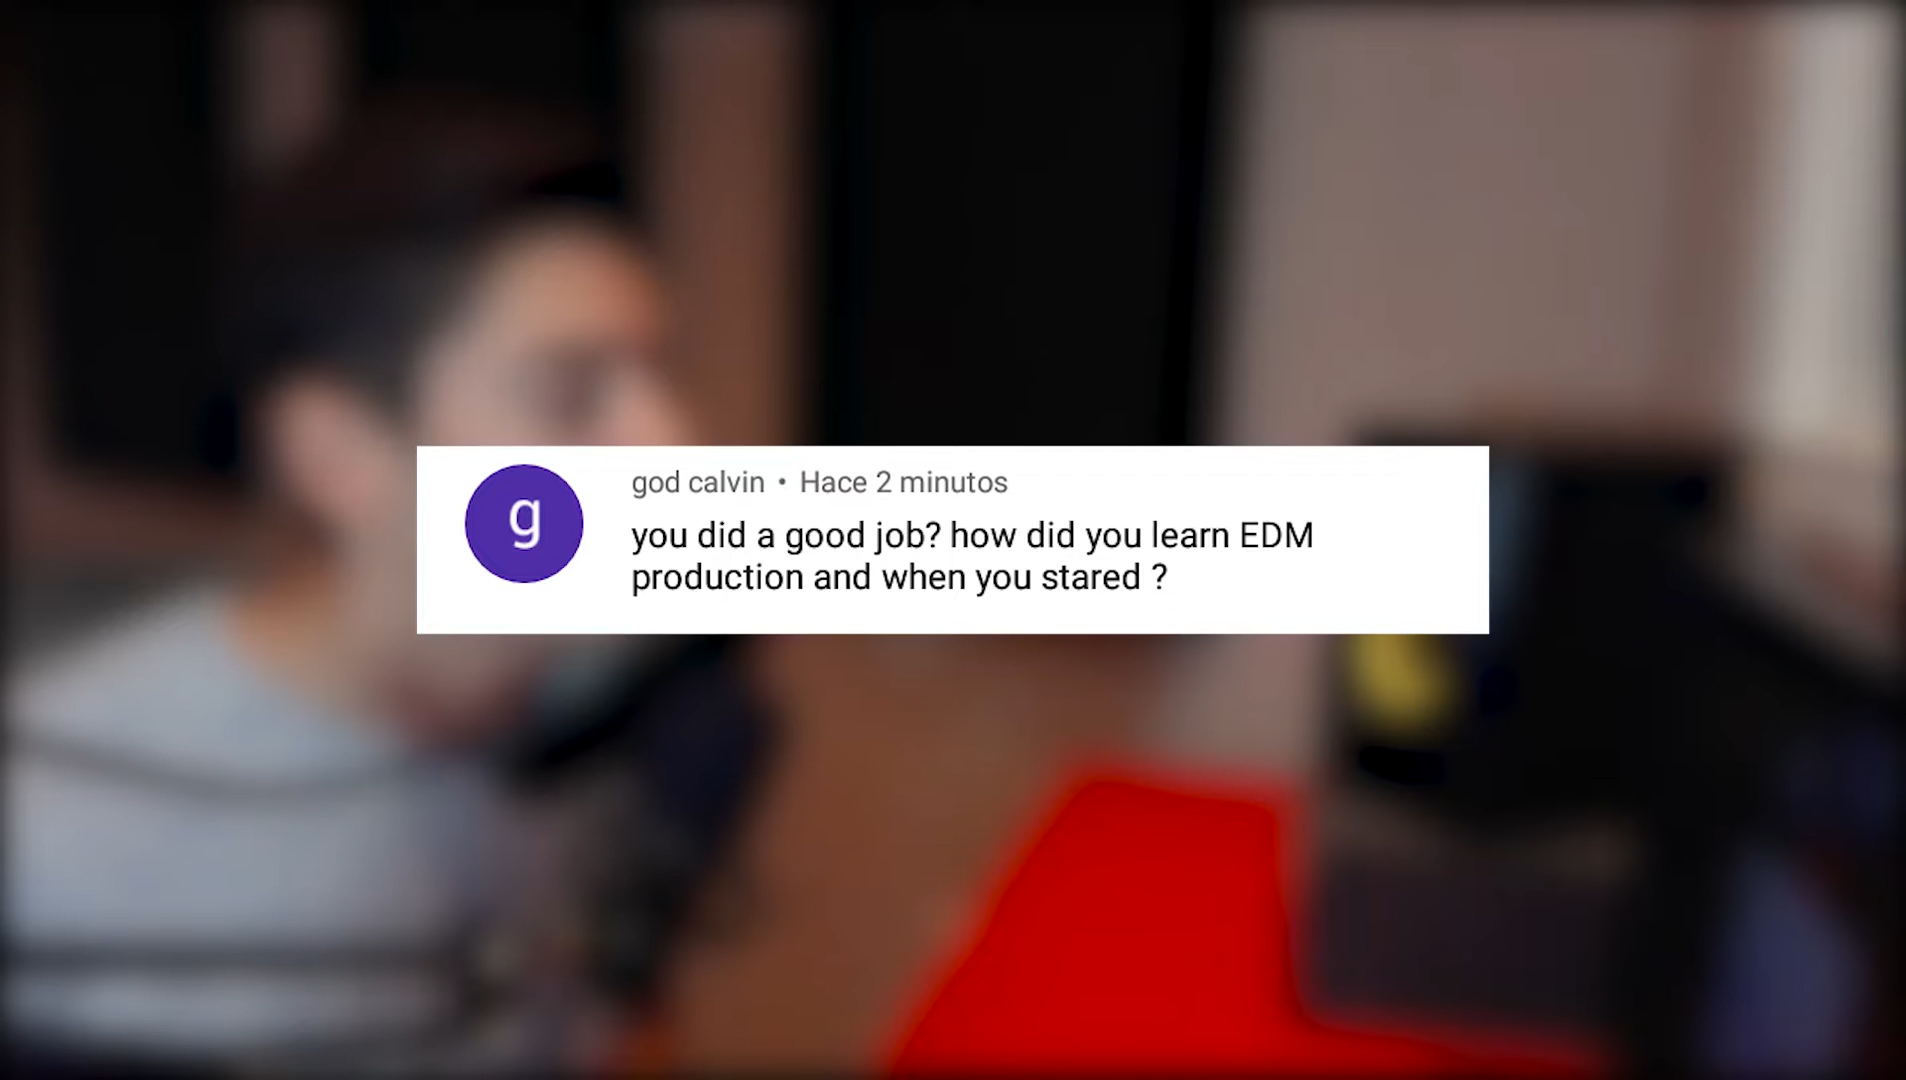 g
god calvin • Hace 2 minutos
you did a good job? how did you learn EDM
production and when you stared ?